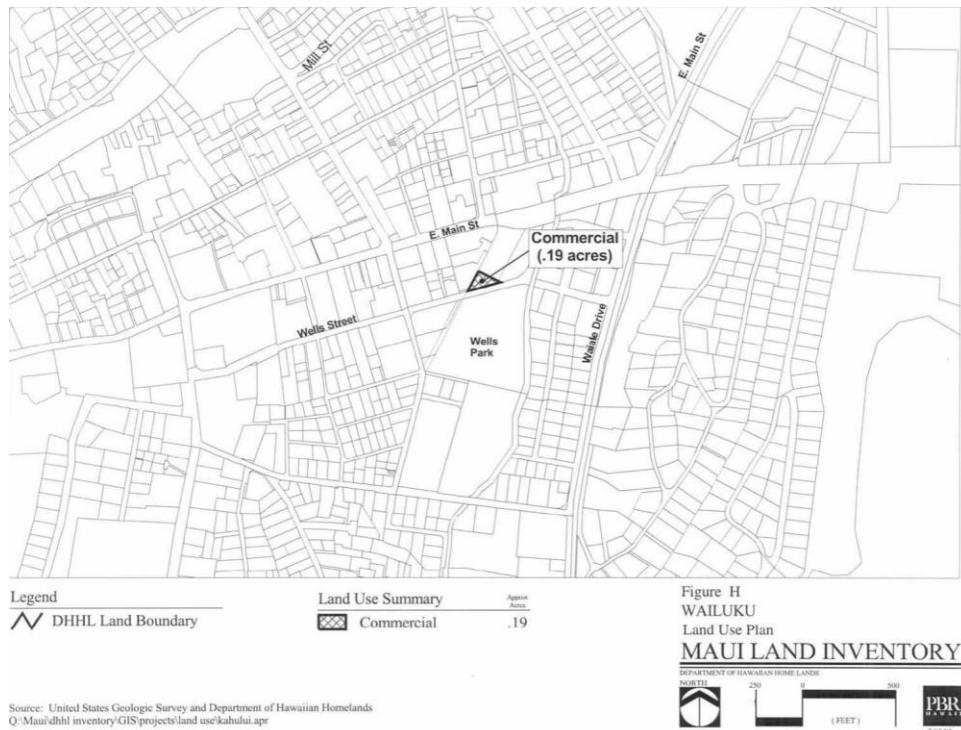 Mill St
E. Main St
E. Main St
Commercial
(.19 acres)
Wells Street
Wells
Park
Waiale Drive
Legend
DHHL Land Boundary
Land Use Summary
Approx
Acres
Commercial .19
Figure H
WAILUKU
Land Use Plan
MAUI LAND INVENTORY
DEPARTMENT OF HAWAIIAN HOME LANDS
NORTH
250 0 500
( FEET )
PBR
HAWAII
Source: United States Geologic Survey and Department of Hawaiian Homelands
Q:\Maui\dhhl inventory\GIS\projects\land use\kahului.apr